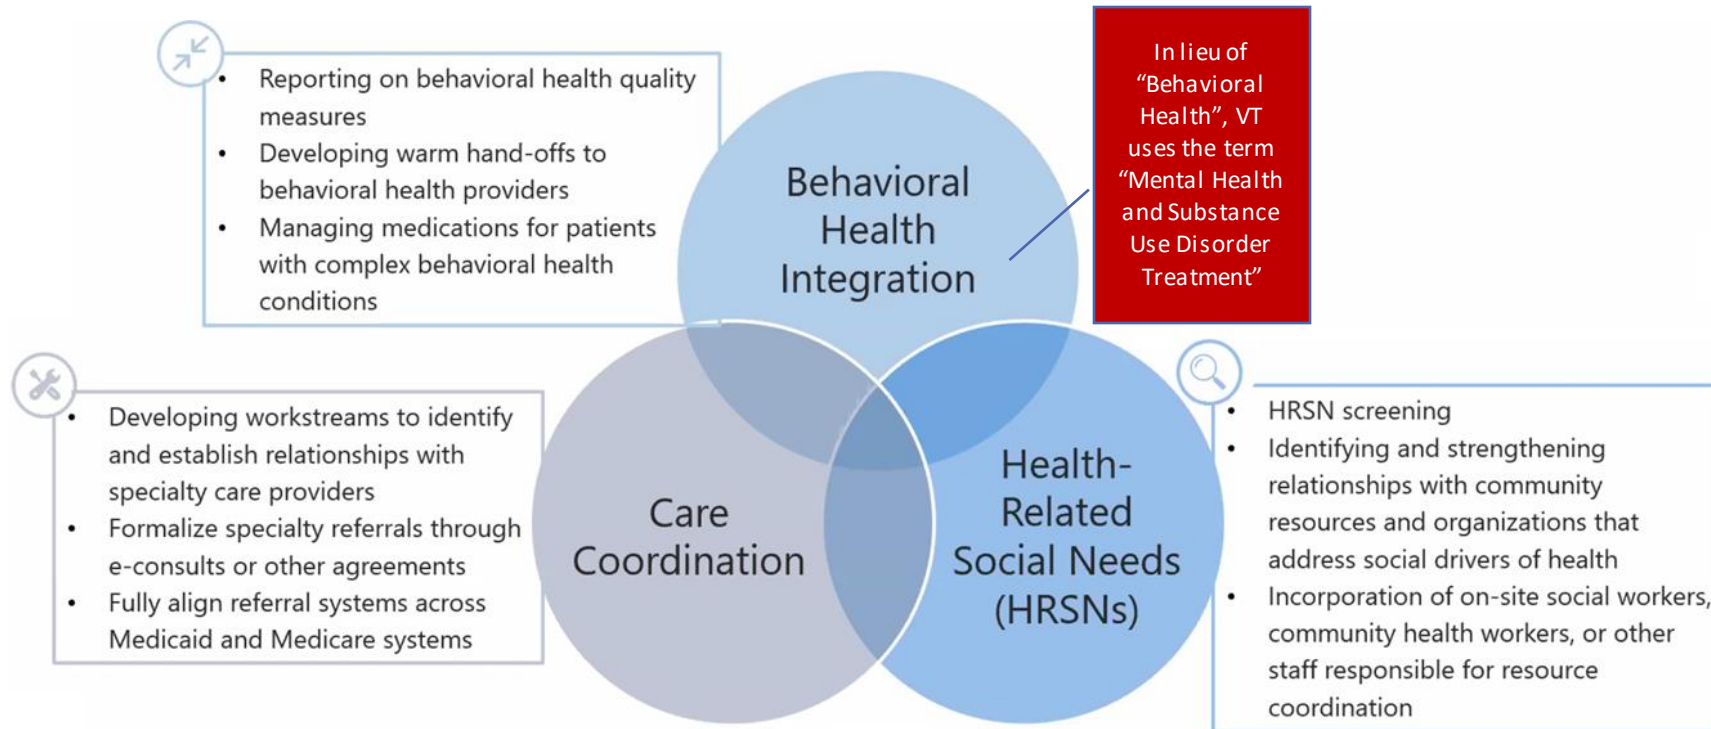 • Reporting on behavioral health quality
measures
• Developing warm hand-offs to
behavioral health providers
• Managing medications for patients
with complex behavioral health
conditions
Behavioral
Health
Integration
In lieu of
“Behavioral
Health”, VT
uses the term
“Mental Health
and Substance
Use Disorder
Treatment”
• Developing workstreams to identify
and establish relationships with
specialty care providers
• Formalize specialty referrals through
e-consults or other agreements
• Fully align referral systems across
Medicaid and Medicare systems
Care
Coordination
Health-
Related
Social Needs
(HRSNs)
• HRSN screening
• Identifying and strengthening
relationships with community
resources and organizations that
address social drivers of health
• Incorporation of on-site social workers,
community health workers, or other
staff responsible for resource
coordination